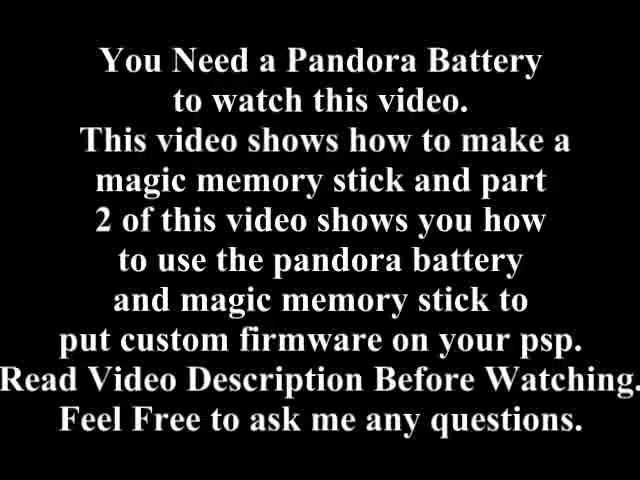 You Need a Pandora Battery
to watch this video.
This video shows how to make a
magic memory stick and part
2 of this video shows you how
to use the pandora battery
and magic memory stick to
put custom firmware on your psp.
Read Video Description Before Watching.
Feel Free to ask me any questions.